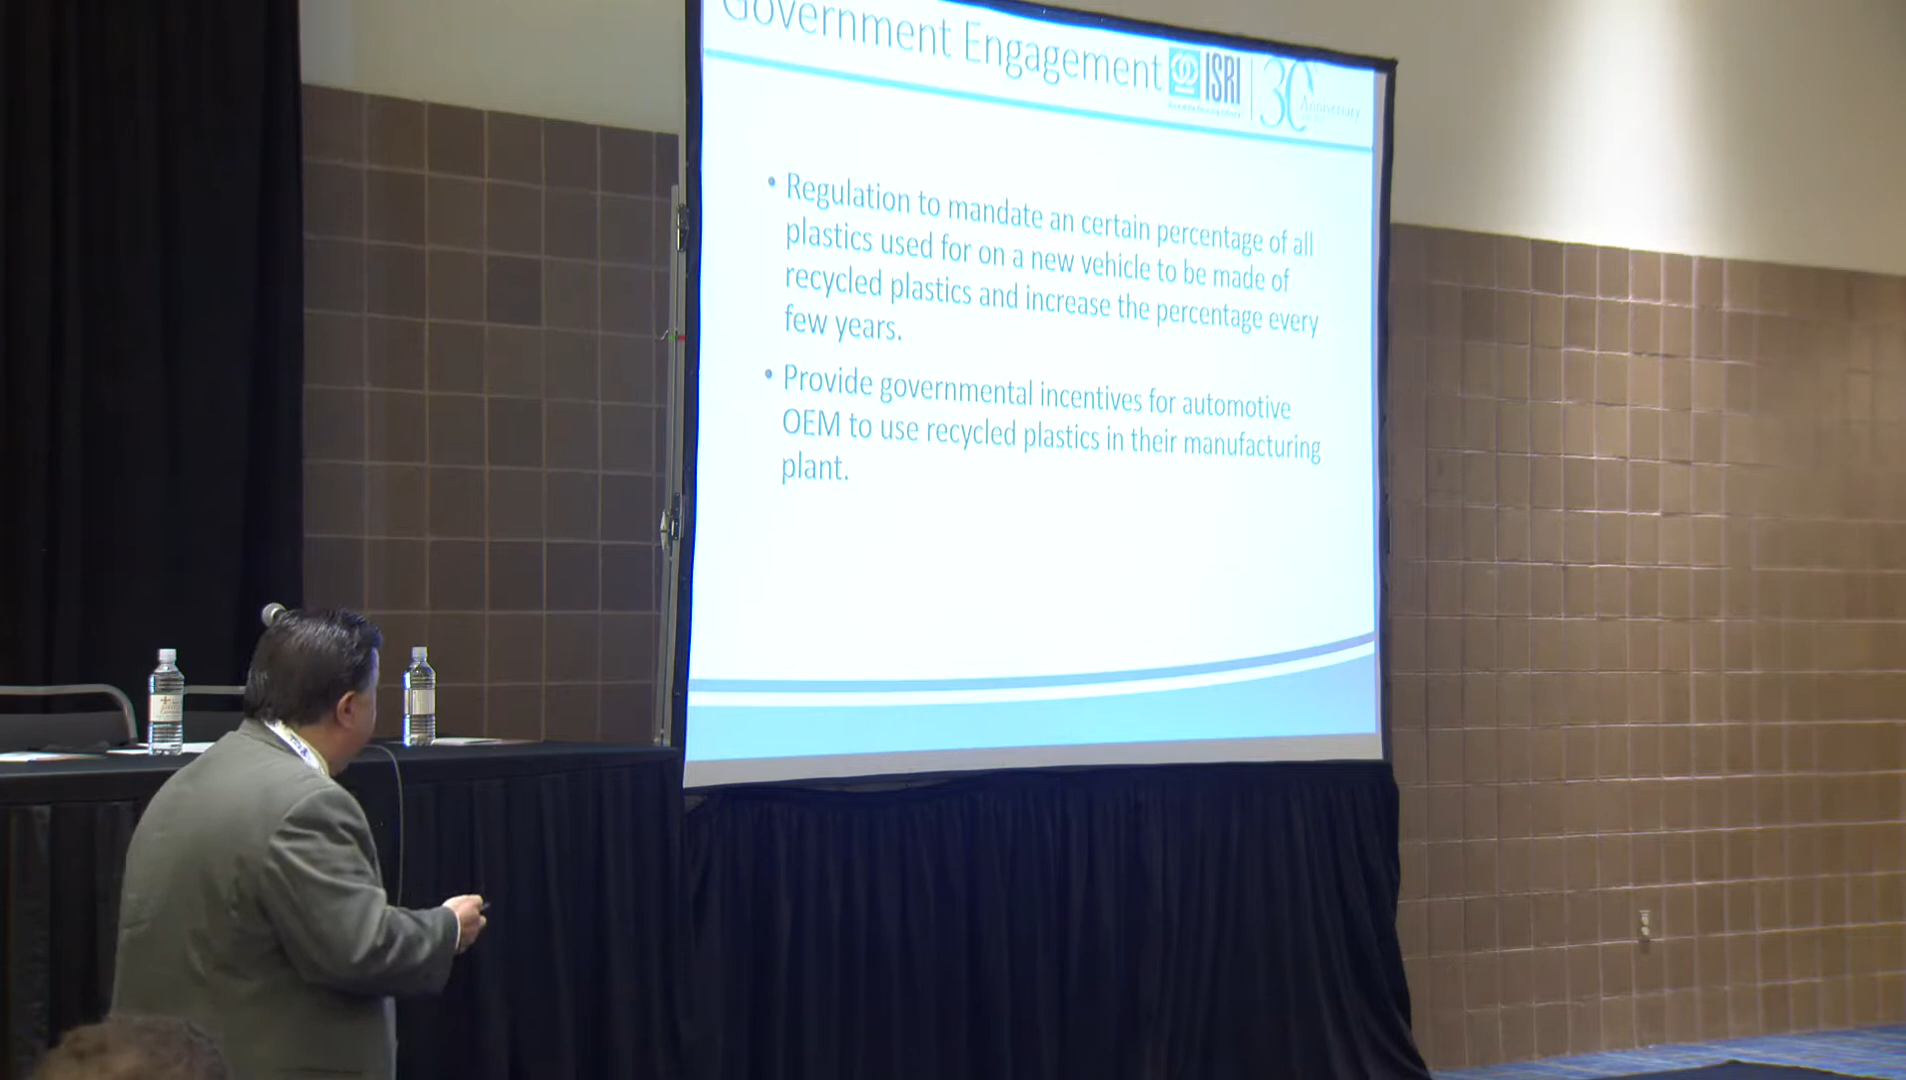 Government Engagement
ISRI
30
Anniversary
• Regulation to mandate an certain percentage of all
plastics used for on a new vehicle to be made of
recycled plastics and increase the percentage every
few years.
• Provide governmental incentives for automotive
OEM to use recycled plastics in their manufacturing
plant.